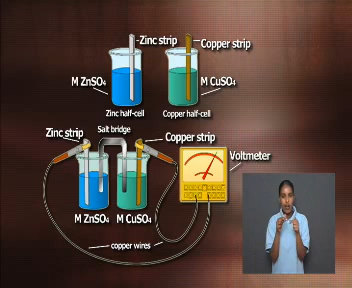 Zinc strip
Copper strip
M ZnSO₄
M CuSO₄
Zinc half-cell
Copper half-cell
Zinc strip
Salt bridge
Copper strip
Voltmeter
M ZnSO₄
M CuSO₄
copper wires